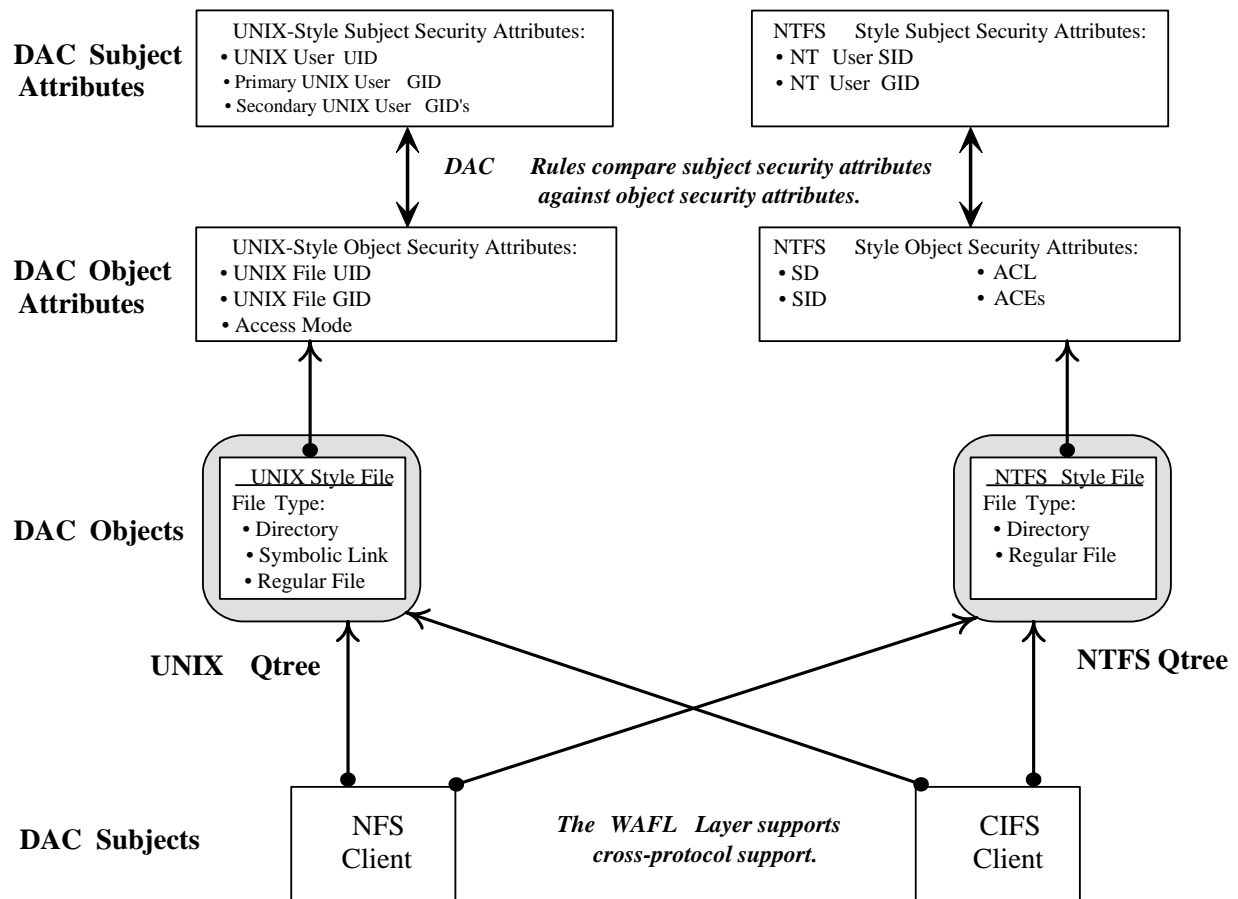 DAC Subject
Attributes
UNIX-Style Subject Security Attributes:
• UNIX User UID
• Primary UNIX User GID
• Secondary UNIX User GID's
NTFS Style Subject Security Attributes:
• NT User SID
• NT User GID
DAC Rules compare subject security attributes
against object security attributes.
DAC Object
Attributes
UNIX-Style Object Security Attributes:
• UNIX File UID
• UNIX File GID
• Access Mode
NTFS Style Object Security Attributes:
• SD
• SID
• ACL
• ACEs
DAC Objects
UNIX Style File
File Type:
• Directory
• Symbolic Link
• Regular File
NTFS Style File
File Type:
• Directory
• Regular File
UNIX Qtree
NTFS Qtree
DAC Subjects
NFS
Client
The WAFL Layer supports
cross-protocol support.
CIFS
Client